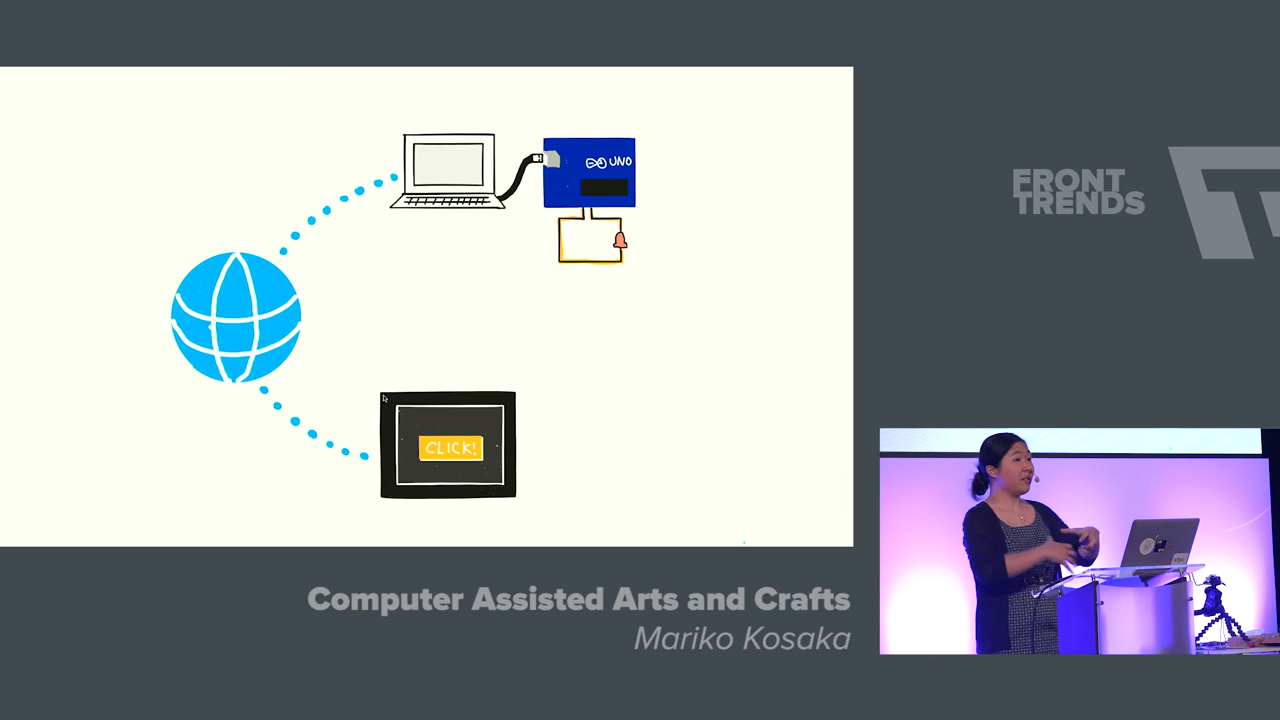 UNO
CLICK!
FRONT
TRENDS
Computer Assisted Arts and Crafts
Mariko Kosaka